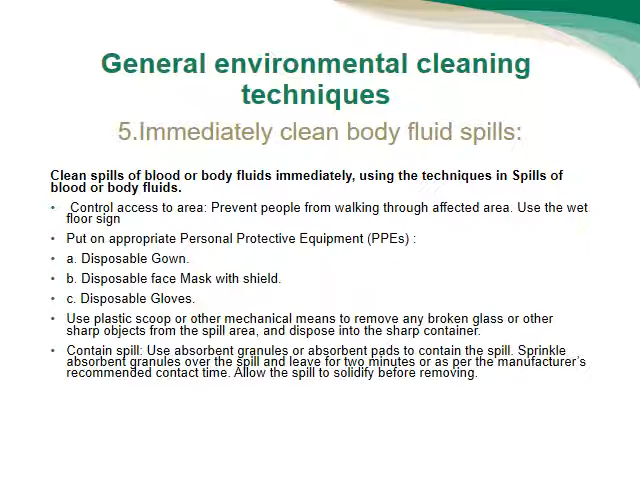 General environmental cleaning
techniques
5.Immediately clean body fluid spills:
Clean spills of blood or body fluids immediately, using the techniques in Spills of
blood or body fluids.
• Control access to area: Prevent people from walking through affected area. Use the wet
floor sign
• Put on appropriate Personal Protective Equipment (PPEs) :
• a. Disposable Gown.
• b. Disposable face Mask with shield.
• c. Disposable Gloves.
• Use plastic scoop or other mechanical means to remove any broken glass or other
sharp objects from the spill area, and dispose into the sharp container.
• Contain spill: Use absorbent granules or absorbent pads to contain the spill. Sprinkle
absorbent granules over the spill and leave for two minutes or as per the manufacturer’s
recommended contact time. Allow the spill to solidify before removing.